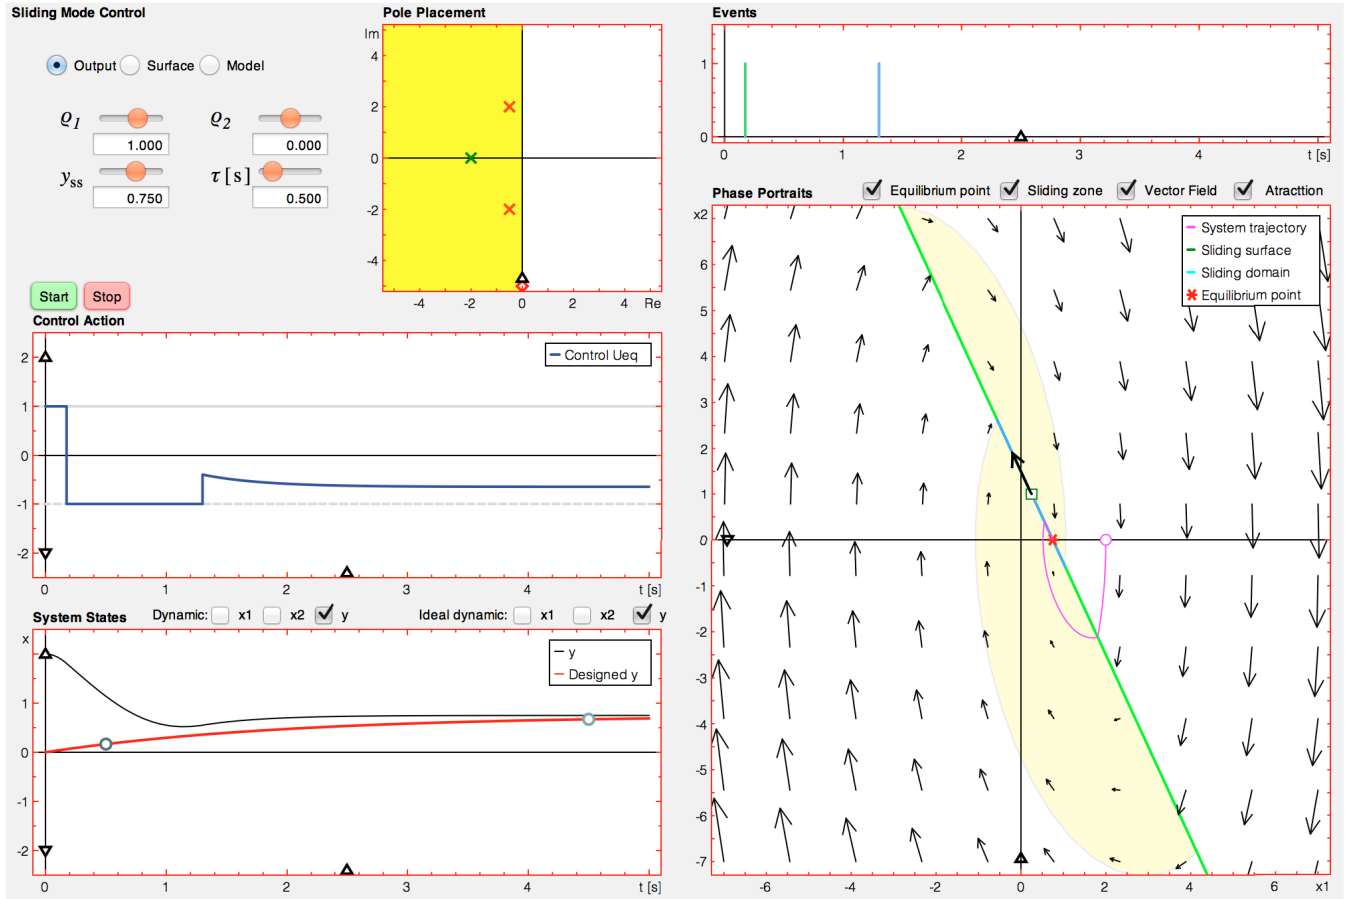 Sliding Mode Control
Output Surface Model
ϱ1 1.000 ϱ2 0.000
yss 0.750 τ [s] 0.500
Start Stop
Pole Placement
Im
4
2
0
-2
-4
-4 -2 0 2 4 Re
Events
1
0
0 1 2 3 4 t [s]
Control Action
Control Ueq
2
1
0
-1
-2
0 1 2 3 4 t [s]
System States Dynamic: x1 x2 y Ideal dynamic: x1 x2 y
x
y
Designed y
1
0
-1
-2
0 1 2 3 4 t [s]
Phase Portraits Equilibrium point Sliding zone Vector Field Atracttion
x2
System trajectory
Sliding surface
Sliding domain
Equilibrium point
6
5
4
3
2
1
0
-1
-2
-3
-4
-5
-6
-7
-6 -4 -2 0 2 4 6 x1